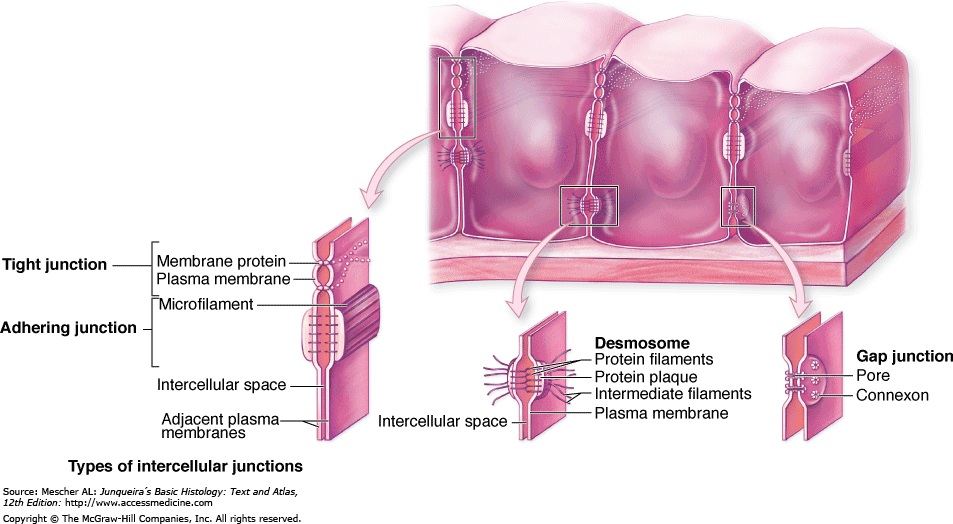 Tight junction
Membrane protein
Plasma membrane
Adhering junction
Microfilament
Intercellular space
Adjacent plasma
membranes
Desmosome
Protein filaments
Protein plaque
Intermediate filaments
Plasma membrane
Intercellular space
Gap junction
Pore
Connexon
Types of intercellular junctions
Source: Mescher AL: Junqueira´s Basic Histology: Text and Atlas,
12th Edition: http://www.accessmedicine.com
Copyright © The McGraw-Hill Companies, Inc. All rights reserved.